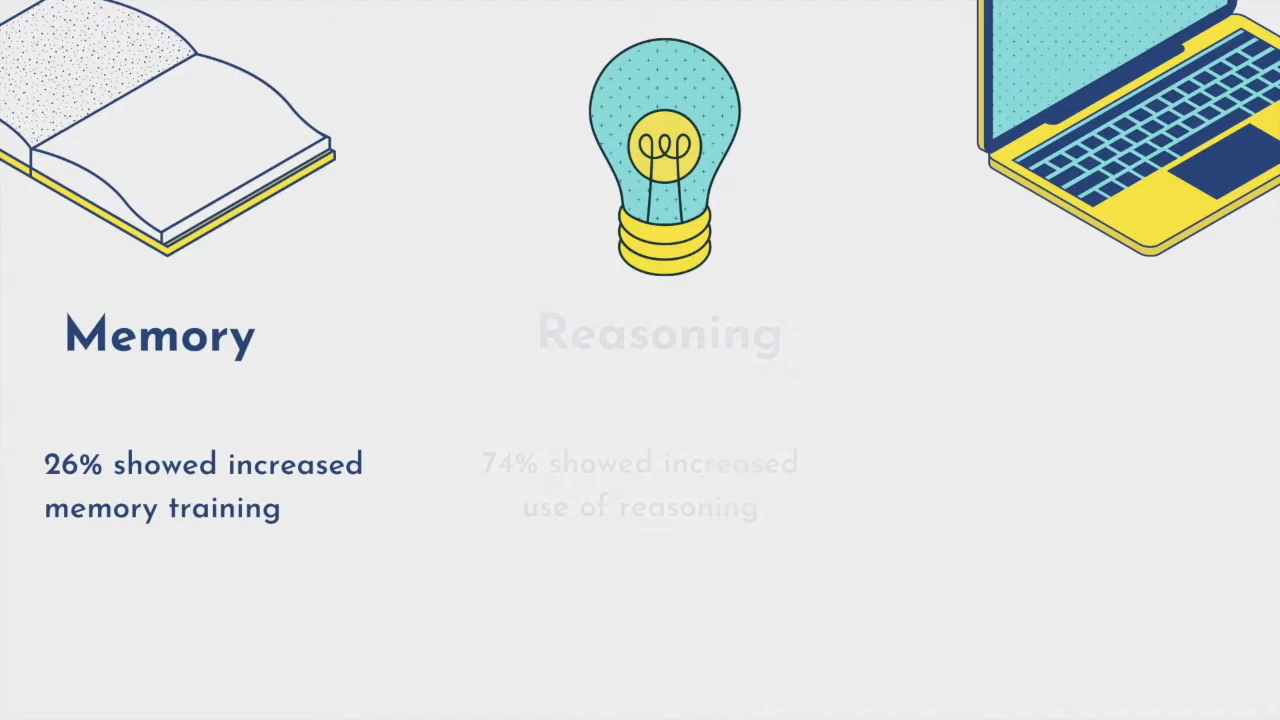 Memory
26% showed increased
memory training
Reasoning
74% showed increased
use of reasoning